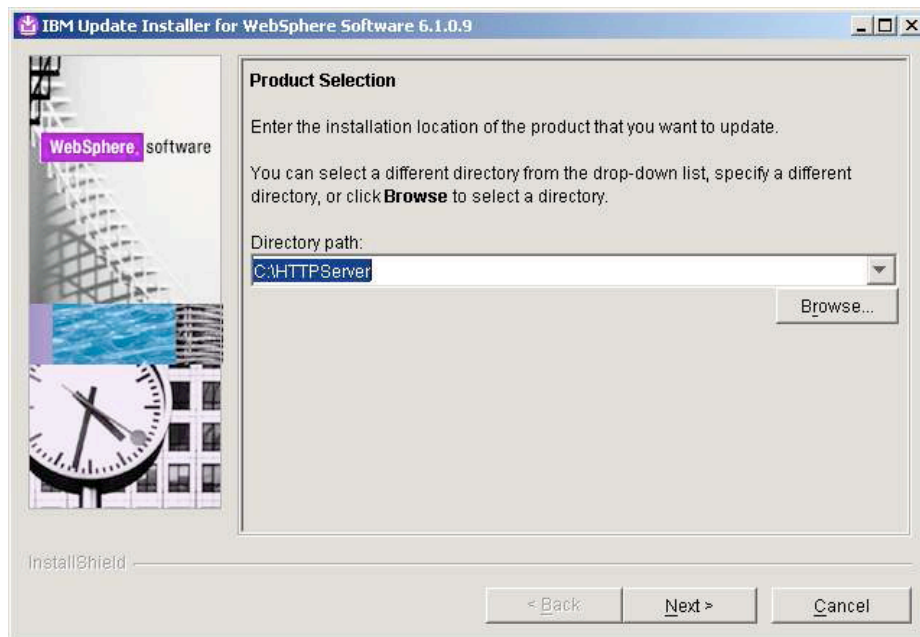 IBM Update Installer for WebSphere Software 6.1.0.9
WebSphere. software
Product Selection
Enter the installation location of the product that you want to update.
You can select a different directory from the drop-down list, specify a different
directory, or click Browse to select a directory.
Directory path:
C:\HTTPServer
Browse...
InstallShield
< Back
Next >
Cancel